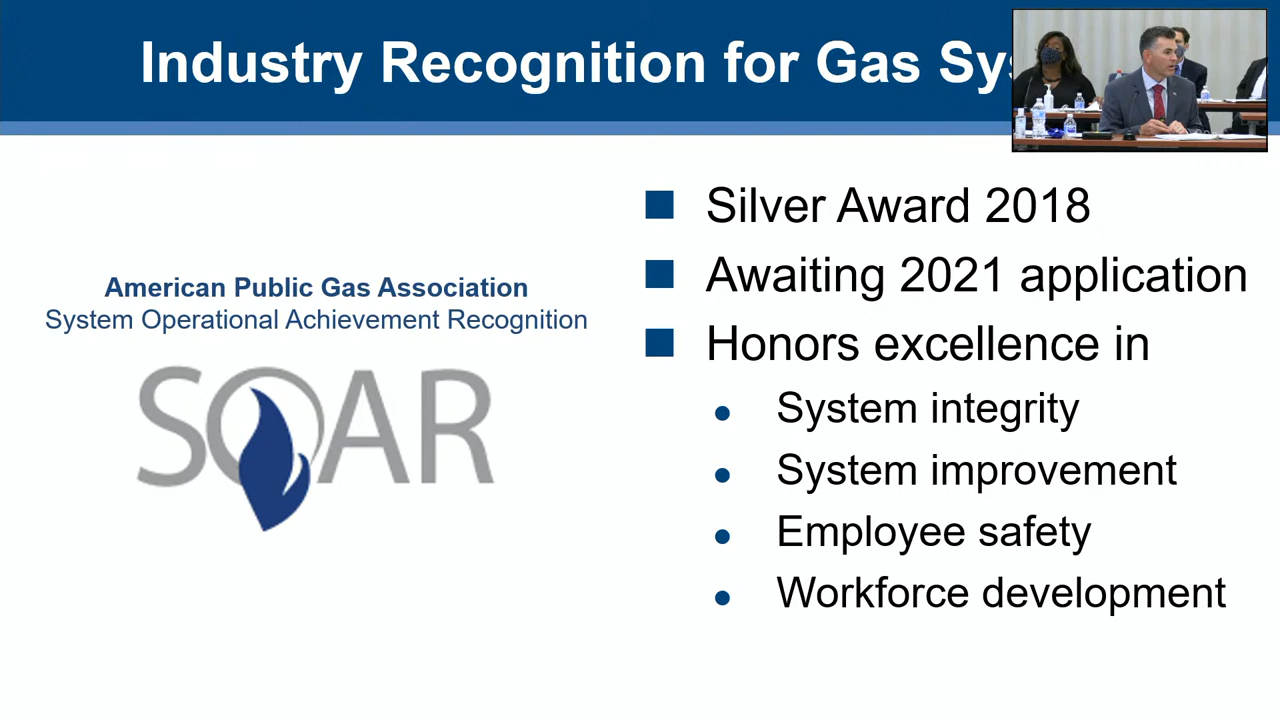 Industry Recognition for Gas Sys
American Public Gas Association
System Operational Achievement Recognition
SOAR
■ Silver Award 2018
■ Awaiting 2021 application
■ Honors excellence in
● System integrity
● System improvement
● Employee safety
● Workforce development